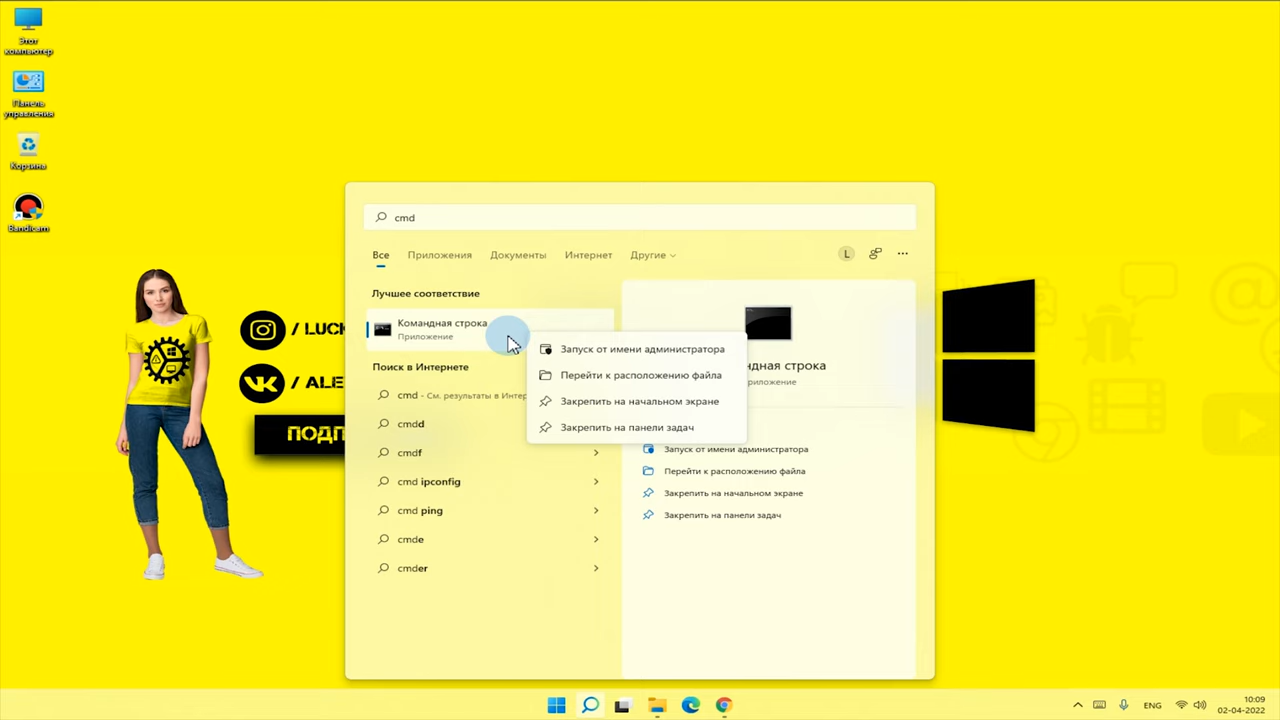 Этот
компьютер
Панель
управления
Корзина
Bandicam
/ LUCK
/ ALE
ПОДП
cmd
Все
Приложения
Документы
Интернет
Другие
L
Лучшее соответствие
Командная строка
Приложение
Поиск в Интернете
cmd - См. результаты в Интер
cmdd
cmdf
cmd ipconfig
cmd ping
cmde
cmder
Запуск от имени администратора
Перейти к расположению файла
Закрепить на начальном экране
Закрепить на панели задач
ндная строка
риложение
Запуск от имени администратора
Перейти к расположению файла
Закрепить на начальном экране
Закрепить на панели задач
ENG
10:09
02-04-2022